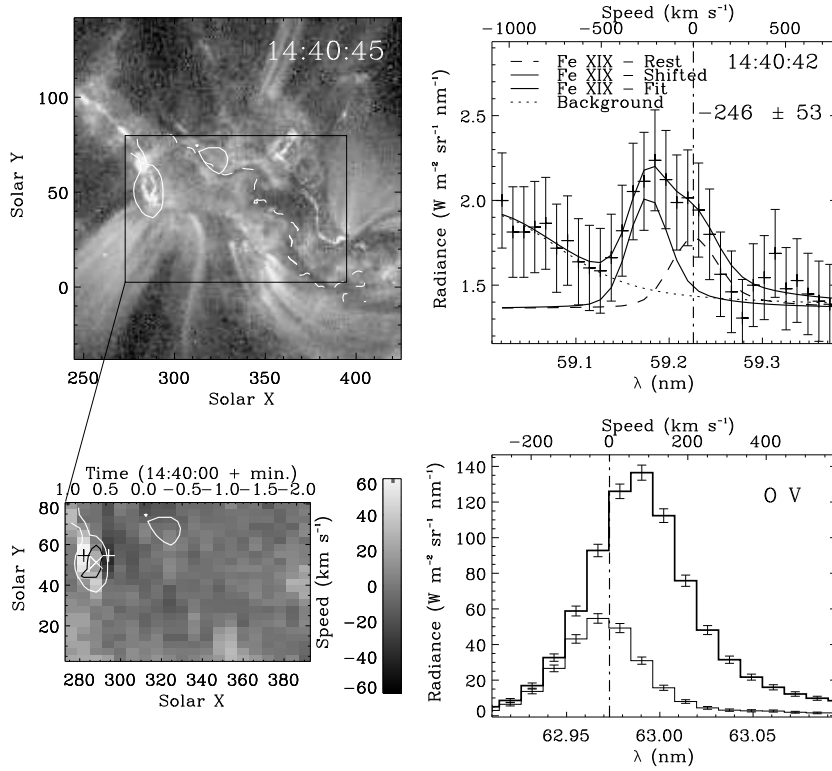 14:40:45
Solar Y
100
50
0
250 300 350 400
Solar X
Speed (km s⁻¹)
-1000 -500 0 500
Fe XIX - Rest
Fe XIX - Shifted
Fe XIX - Fit
Background
14:40:42
-246 ± 53
Radiance (W m⁻² sr⁻¹ nm⁻¹)
2.5
2.0
1.5
59.1 59.2 59.3
λ (nm)
Time (14:40:00 + min.)
1.0 0.5 0.0 -0.5 -1.0 -1.5 -2.0
Solar Y
80
60
40
20
280 300 320 340 360 380
Solar X
Speed (km s⁻¹)
60
40
20
0
-20
-40
-60
Speed (km s⁻¹)
-200 0 200 400
O V
Radiance (W m⁻² sr⁻¹ nm⁻¹)
140
120
100
80
60
40
20
0
62.95 63.00 63.05
λ (nm)